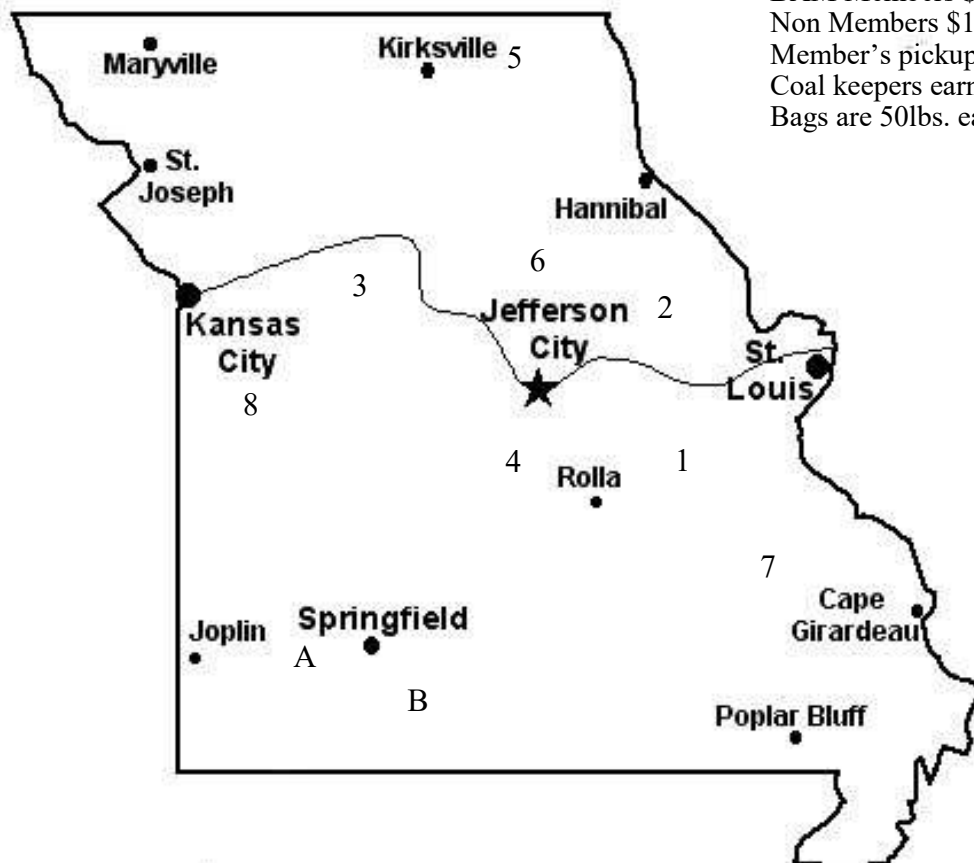 Non Members $1
Member’s pickup
Coal keepers earn
Bags are 50lbs. ea
Maryville
Kirksville 5
St.
Joseph
Hannibal
6
3
2
Jefferson
City
Kansas
City
St.
Louis
8
4
1
Rolla
7
Cape
Girardeau
Springfield
Joplin
A
B
Poplar Bluff